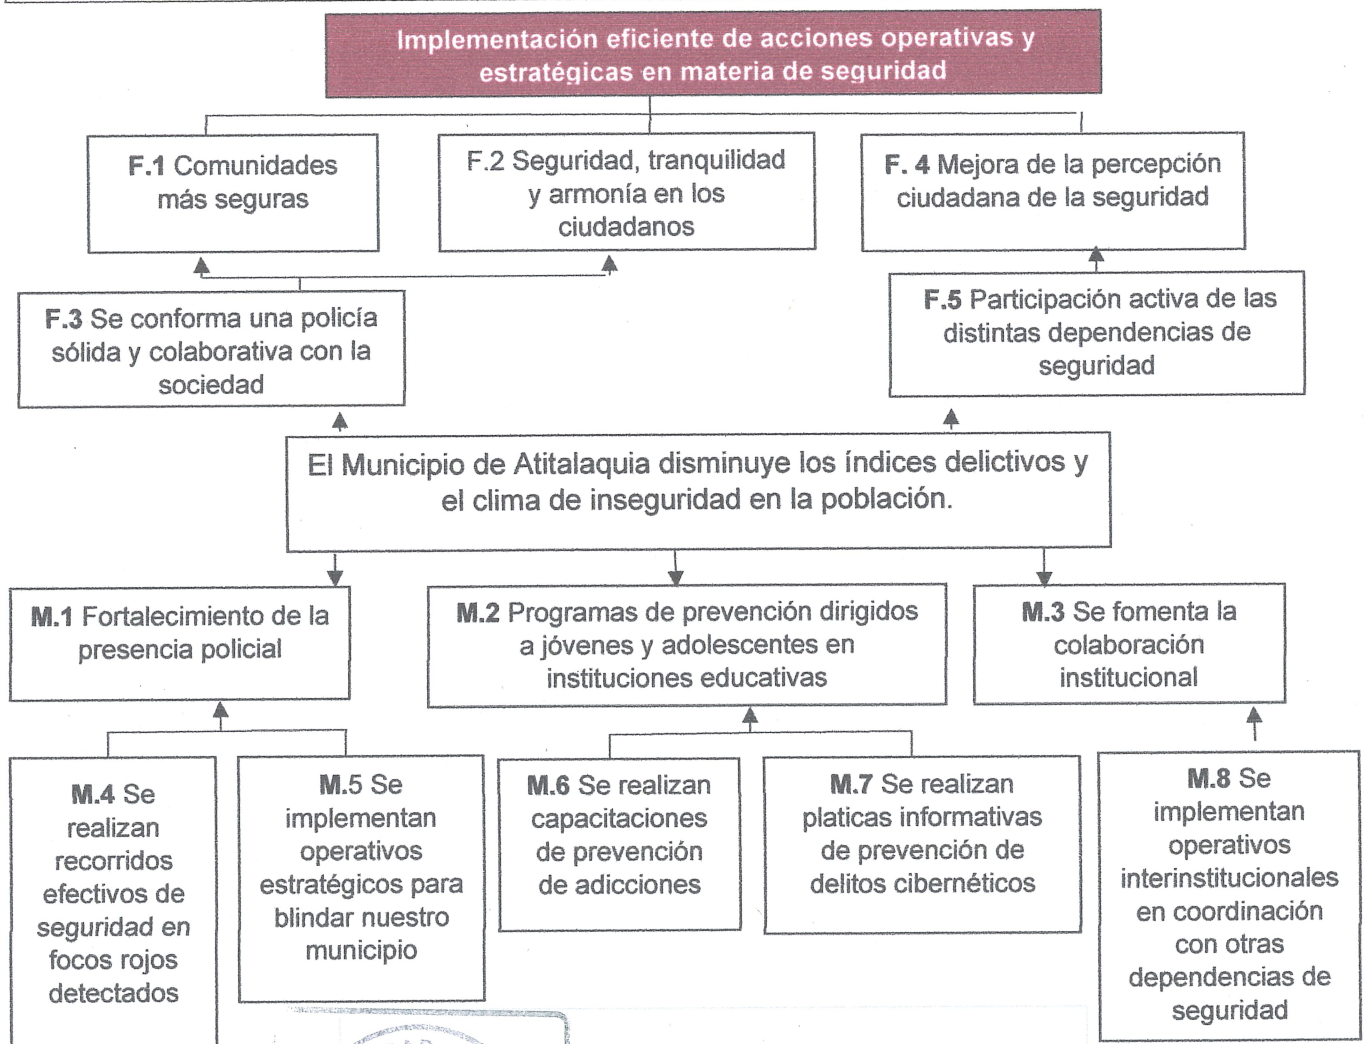 Implementación eficiente de acciones operativas y
estratégicas en materia de seguridad
F.1 Comunidades
más seguras
F.2 Seguridad, tranquilidad
y armonía en los
ciudadanos
F. 4 Mejora de la percepción
ciudadana de la seguridad
F.3 Se conforma una policía
sólida y colaborativa con la
sociedad
F.5 Participación activa de las
distintas dependencias de
seguridad
El Municipio de Atitalaquia disminuye los índices delictivos y
el clima de inseguridad en la población.
M.1 Fortalecimiento de la
presencia policial
M.2 Programas de prevención dirigidos
a jóvenes y adolescentes en
instituciones educativas
M.3 Se fomenta la
colaboración
institucional
M.4 Se
realizan
recorridos
efectivos de
seguridad en
focos rojos
detectados
M.5 Se
implementan
operativos
estratégicos para
blindar nuestro
municipio
M.6 Se realizan
capacitaciones
de prevención
de adicciones
M.7 Se realizan
platicas informativas
de prevención de
delitos cibernéticos
M.8 Se
implementan
operativos
interinstitucionales
en coordinación
con otras
dependencias de
seguridad